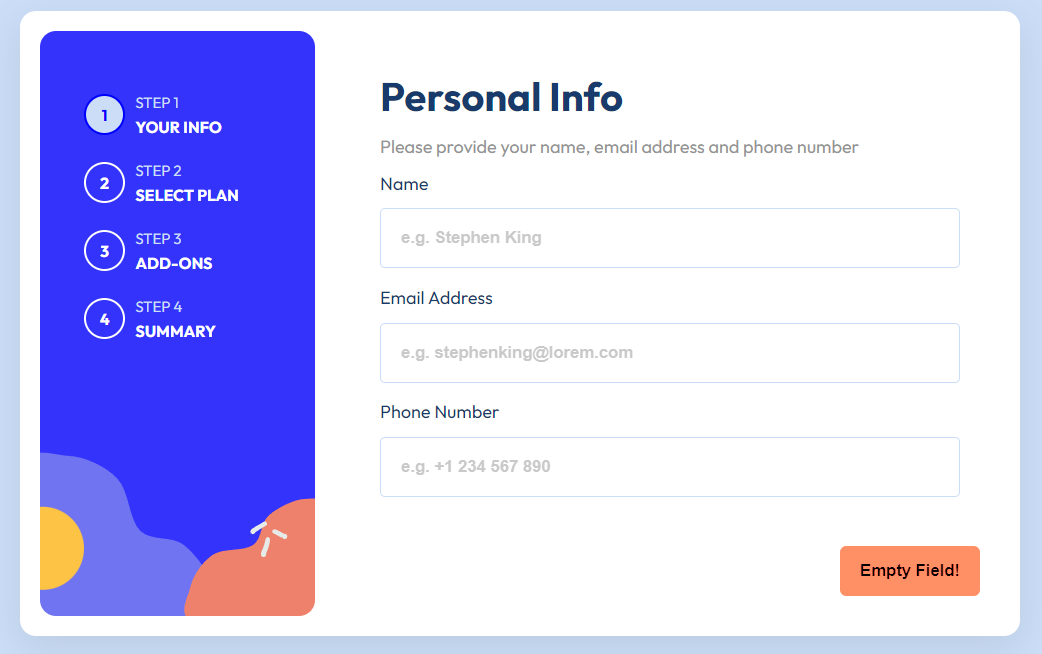 1
STEP 1
YOUR INFO
2
STEP 2
SELECT PLAN
3
STEP 3
ADD-ONS
4
STEP 4
SUMMARY
Personal Info
Please provide your name, email address and phone number
Name
e.g. Stephen King
Email Address
e.g. stephenking@lorem.com
Phone Number
e.g. +1 234 567 890
Empty Field!